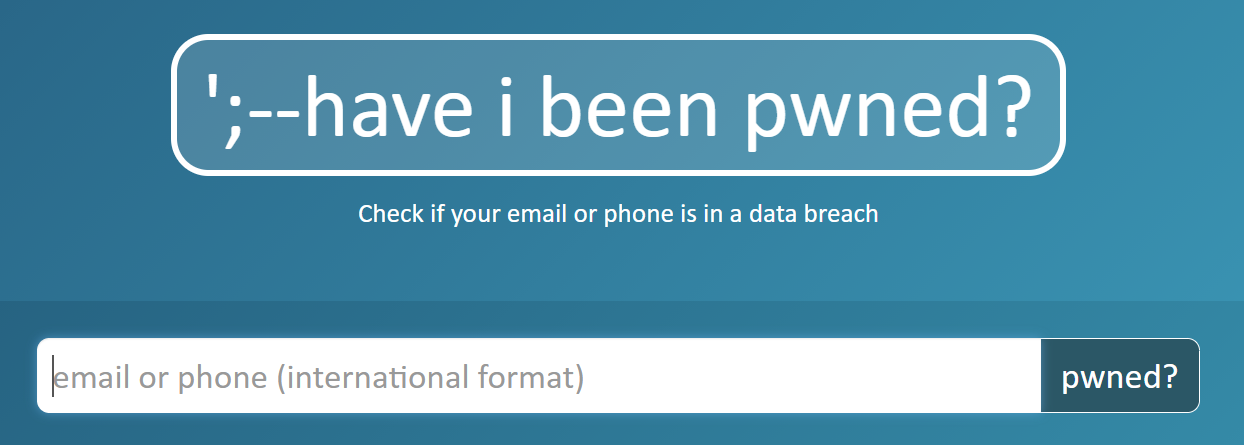 ';--have i been pwned?
Check if your email or phone is in a data breach
email or phone (international format)
pwned?